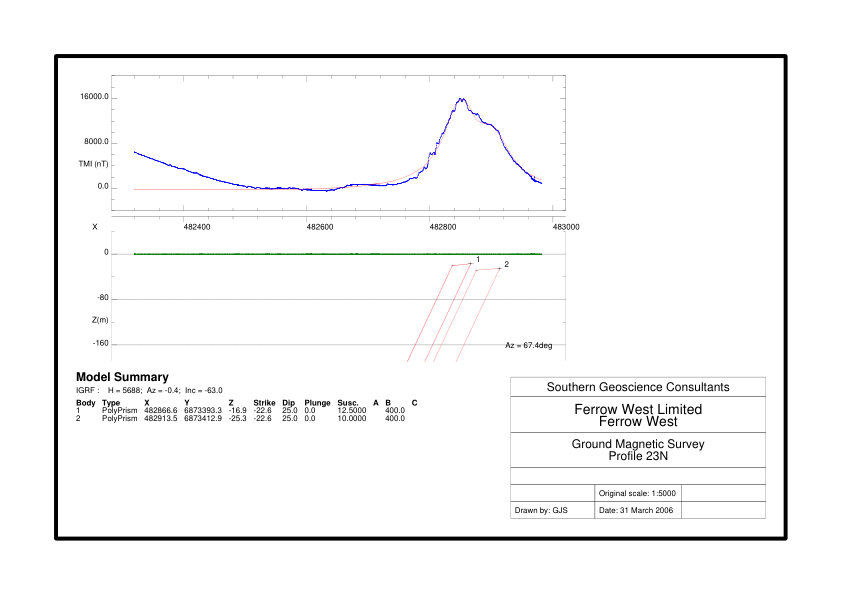 16000.0
8000.0
TMI (nT)
0.0
X 482400 482600 482800 483000
0
1
2
-80
Z(m)
-160
Az = 67.4deg
Model Summary
IGRF : H = 5688; Az = -0.4; Inc = -63.0
Body Type X Y Z Strike Dip Plunge Susc. A B C
1 PolyPrism 482866.6 6873393.3 -16.9 -22.6 25.0 0.0 12.5000 400.0
2 PolyPrism 482913.5 6873412.9 -25.3 -22.6 25.0 0.0 10.0000 400.0
Southern Geoscience Consultants
Ferrow West Limited
Ferrow West
Ground Magnetic Survey
Profile 23N
Original scale: 1:5000
Drawn by: GJS Date: 31 March 2006